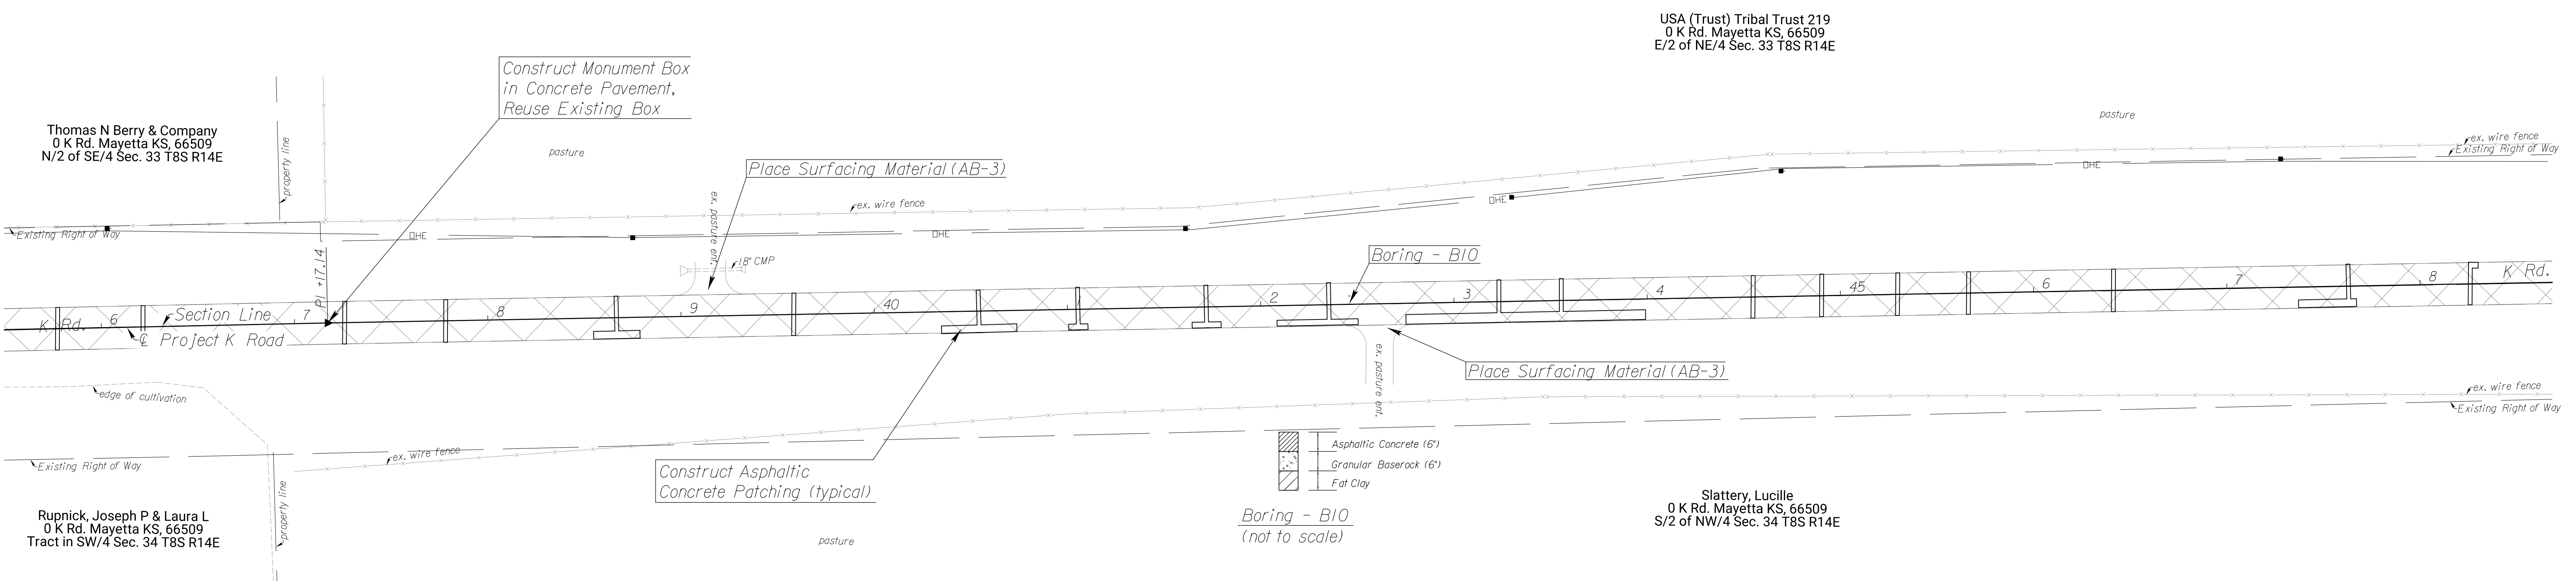 USA (Trust) Tribal Trust 219
0 K Rd. Mayetta KS, 66509
E/2 of NE/4 Sec. 33 T8S R14E
Construct Monument Box
in Concrete Pavement,
Reuse Existing Box
Thomas N Berry & Company
0 K Rd. Mayetta KS, 66509
N/2 of SE/4 Sec. 33 T8S R14E
property line
pasture
pasture
Place Surfacing Material (AB-3)
ex. pasture ent.
ex. wire fence
ex. wire fence
Existing Right of Way
Existing Right of Way
OHE
OHE
OHE
OHE
PI +17.14
18" CMP
Boring - B10
K Rd.
6
Section Line
7
8
9
40
1
2
3
4
45
6
7
8
K Rd.
℄ Project K Road
Place Surfacing Material (AB-3)
ex. pasture ent.
edge of cultivation
ex. wire fence
Existing Right of Way
Existing Right of Way
ex. wire fence
Construct Asphaltic
Concrete Patching (typical)
Asphaltic Concrete (6")
Granular Baserock (6")
Fat Clay
Boring - B10
(not to scale)
property line
Rupnick, Joseph P & Laura L
0 K Rd. Mayetta KS, 66509
Tract in SW/4 Sec. 34 T8S R14E
pasture
Slattery, Lucille
0 K Rd. Mayetta KS, 66509
S/2 of NW/4 Sec. 34 T8S R14E